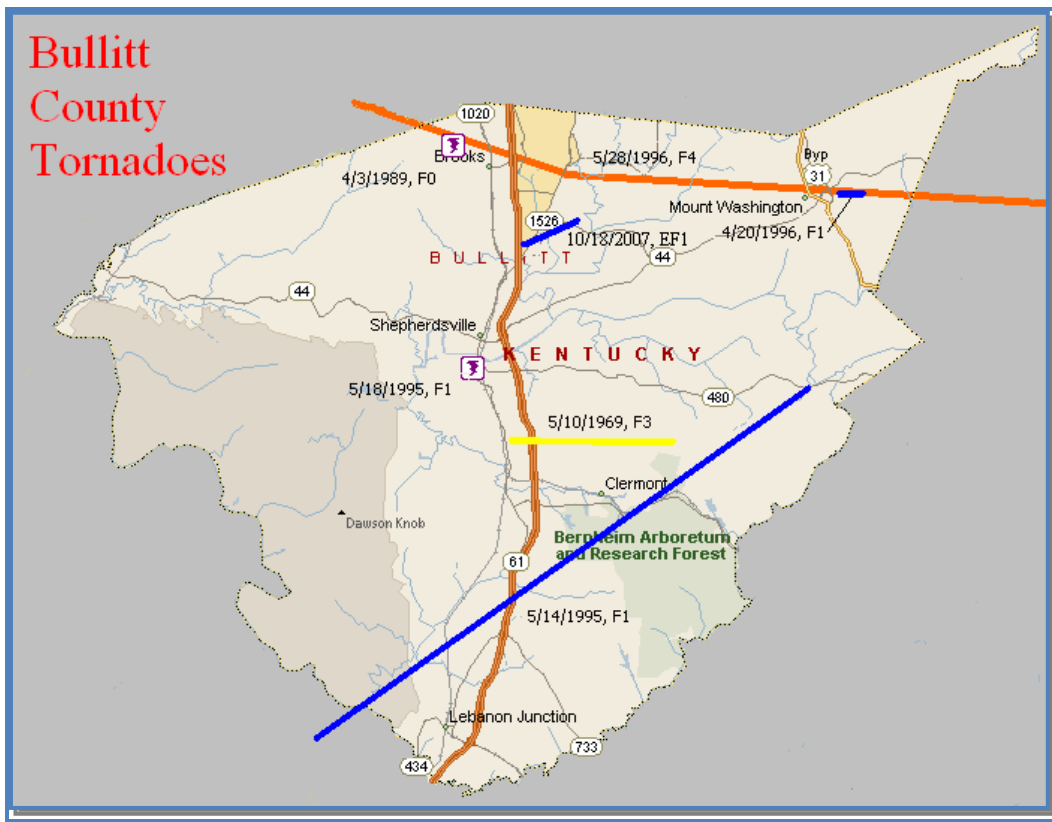 Bullitt
County
Tornadoes
1020
Brooks
5/28/1996, F4
Byp
31
4/3/1989, F0
Mount Washington
1526
4/20/1996, F1
10/18/2007, EF1
BULLITT
44
44
Shepherdsville
KENTUCKY
5/18/1995, F1
480
5/10/1969, F3
Clermont
Dawson Knob
Bernheim Arboretum
and Research Forest
61
5/14/1995, F1
Lebanon Junction
733
434